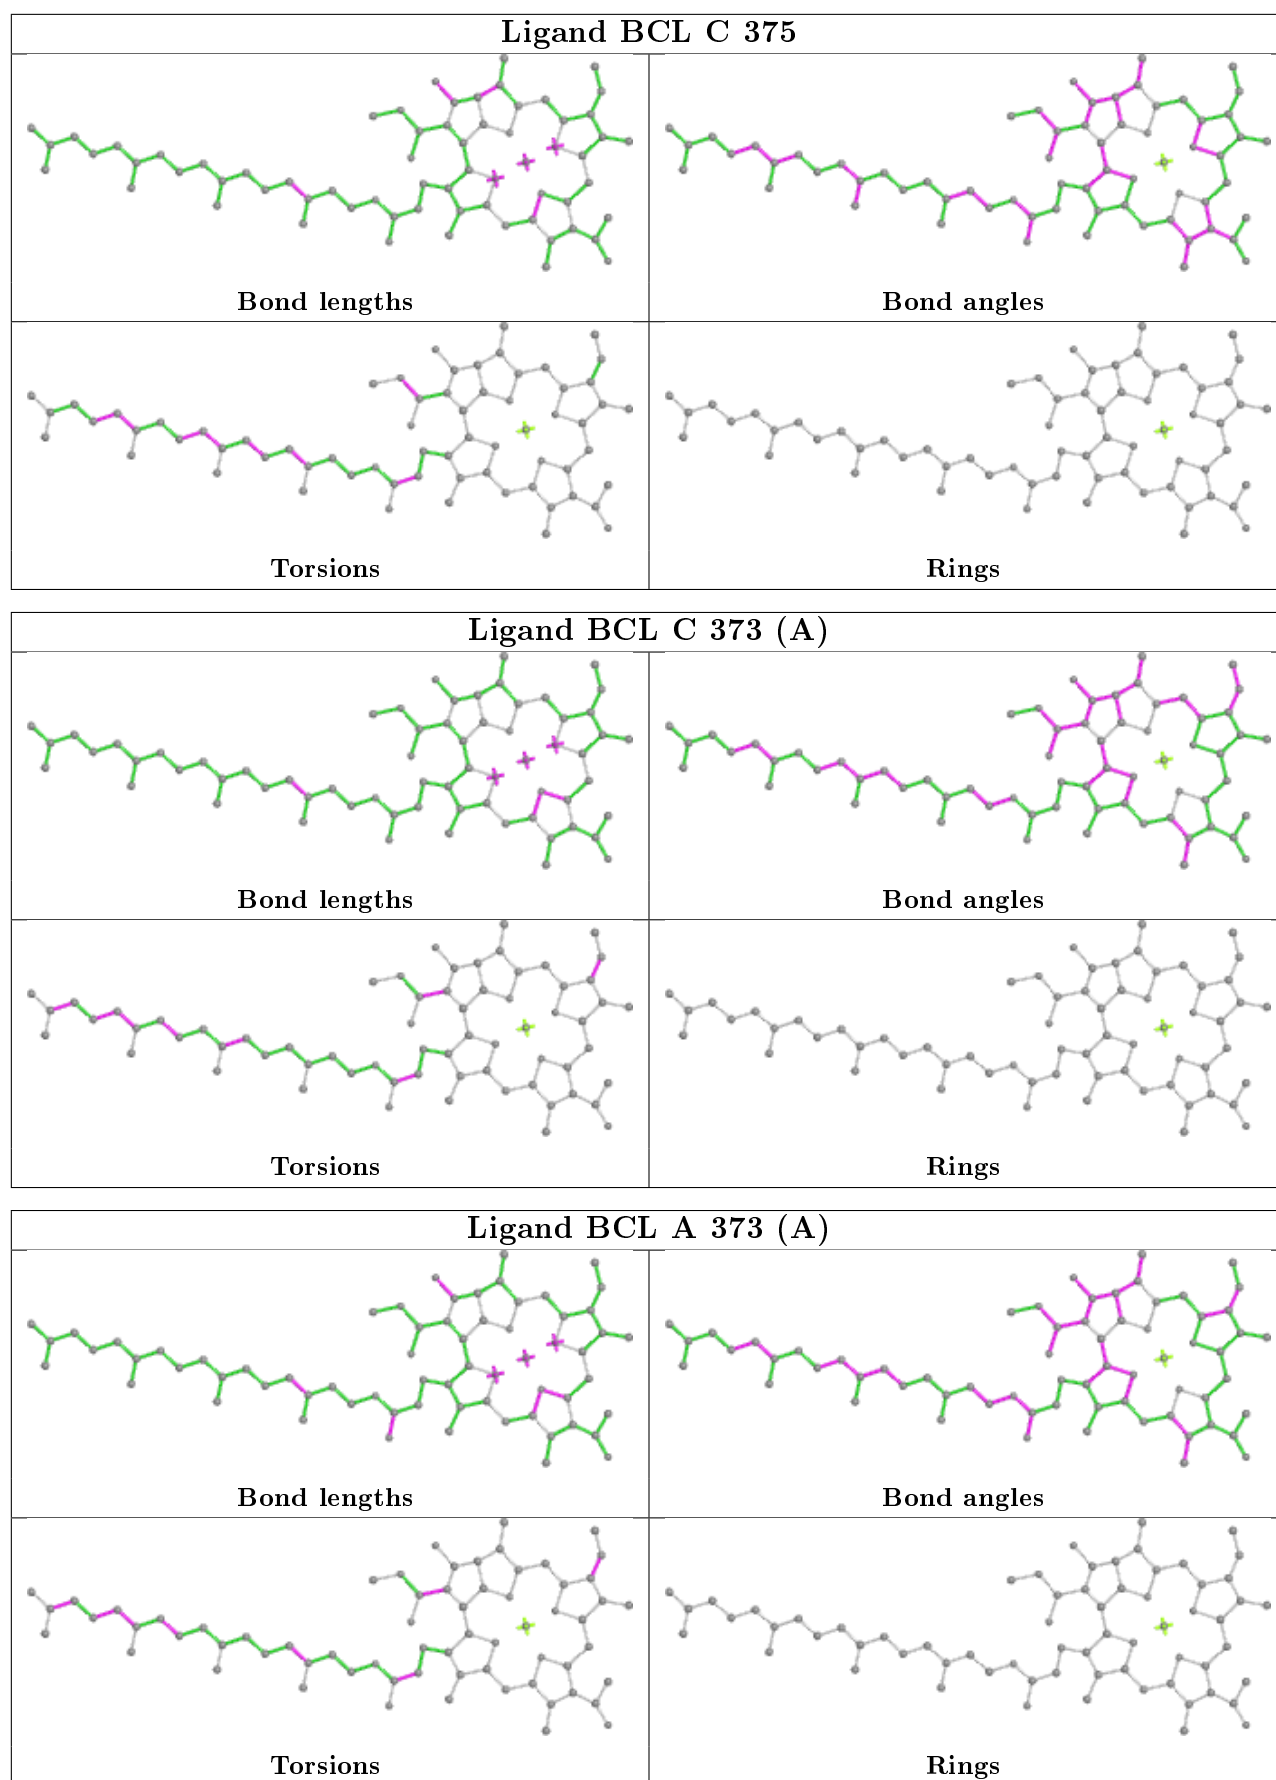 Ligand BCL C 375
Bond lengths
Bond angles
Torsions
Rings
Ligand BCL C 373 (A)
Bond lengths
Bond angles
Torsions
Rings
Ligand BCL A 373 (A)
Bond lengths
Bond angles
Torsions
Rings